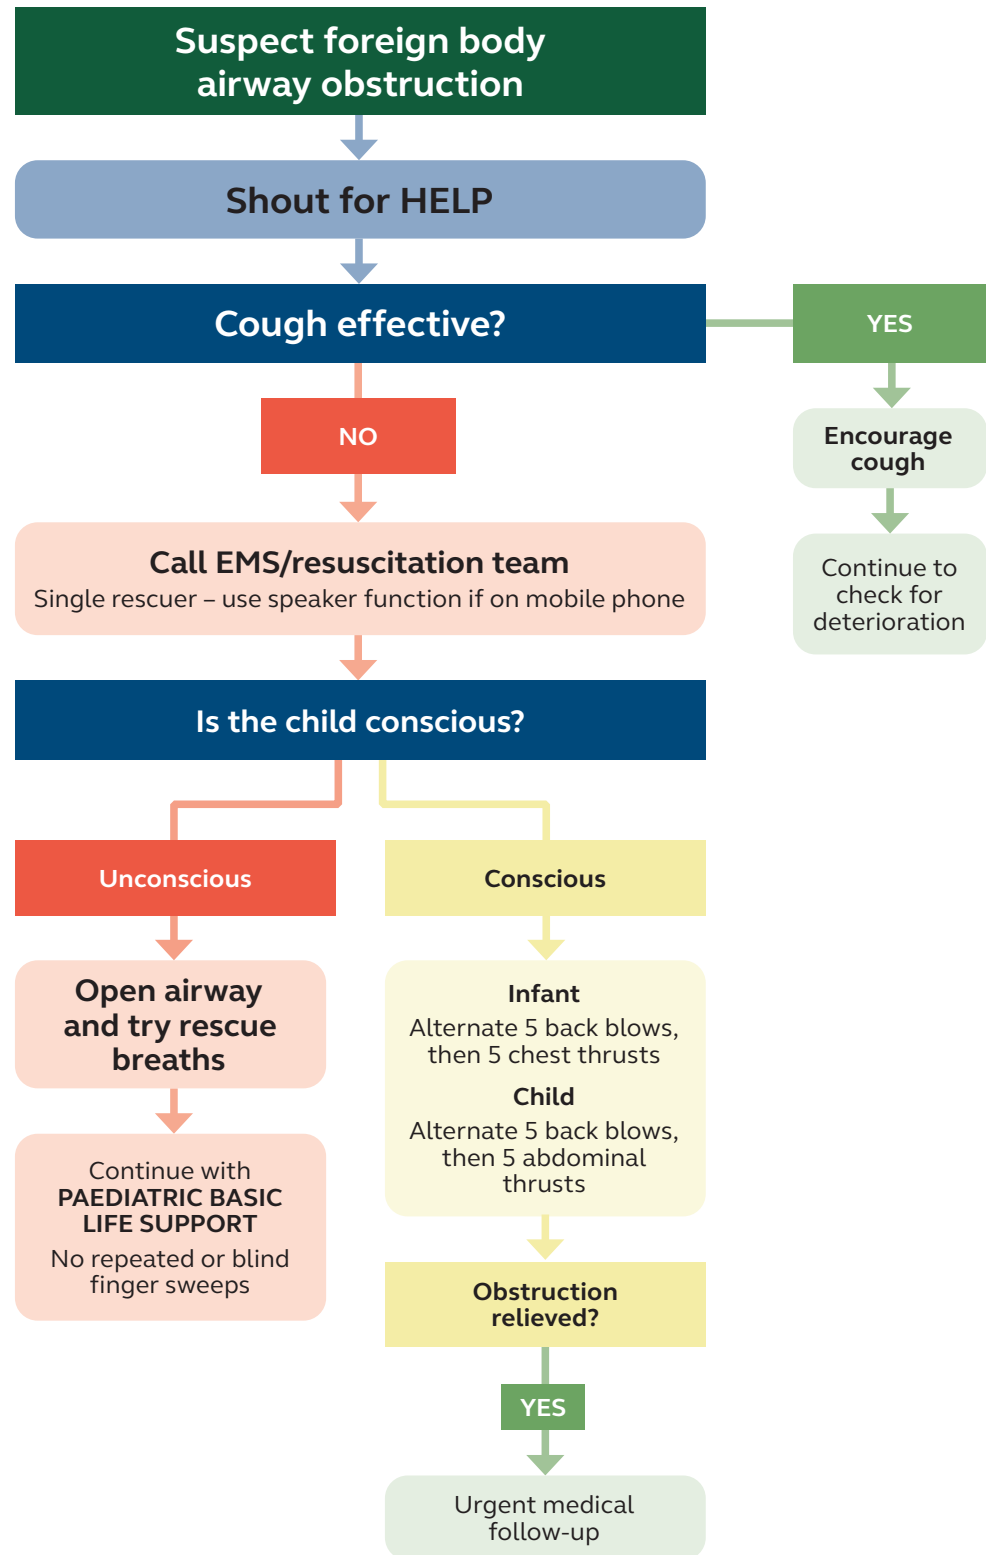 Suspect foreign body
airway obstruction
Shout for HELP
Cough effective?
YES
Encourage
cough
Continue to
check for
deterioration
NO
Call EMS/resuscitation team
Single rescuer – use speaker function if on mobile phone
Is the child conscious?
Unconscious
Open airway
and try rescue
breaths
Continue with
PAEDIATRIC BASIC
LIFE SUPPORT
No repeated or blind
finger sweeps
Conscious
Infant
Alternate 5 back blows,
then 5 chest thrusts
Child
Alternate 5 back blows,
then 5 abdominal
thrusts
Obstruction
relieved?
YES
Urgent medical
follow-up